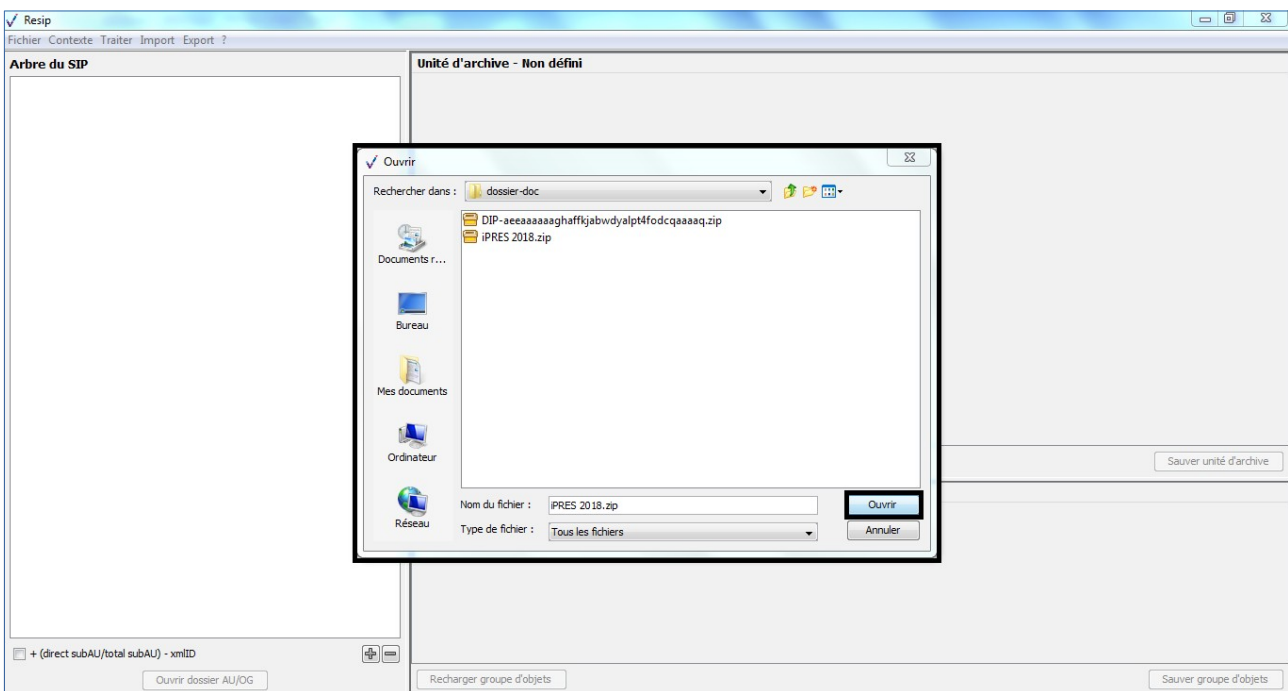 Resip
Fichier Contexte Traiter Import Export ?
Arbre du SIP
Unité d'archive - Non défini
Ouvrir
Rechercher dans :
dossier-doc
DIP-aeeaaaaaaghaffkjabwdyalpt4fodcqaaaaq.zip
iPRES 2018.zip
Documents r...
Bureau
Mes documents
Ordinateur
Réseau
Nom du fichier :
iPRES 2018.zip
Ouvrir
Type de fichier :
Tous les fichiers
Annuler
Sauver unité d'archive
+ (direct subAU/total subAU) - xmlID
Ouvrir dossier AU/OG
Recharger groupe d'objets
Sauver groupe d'objets